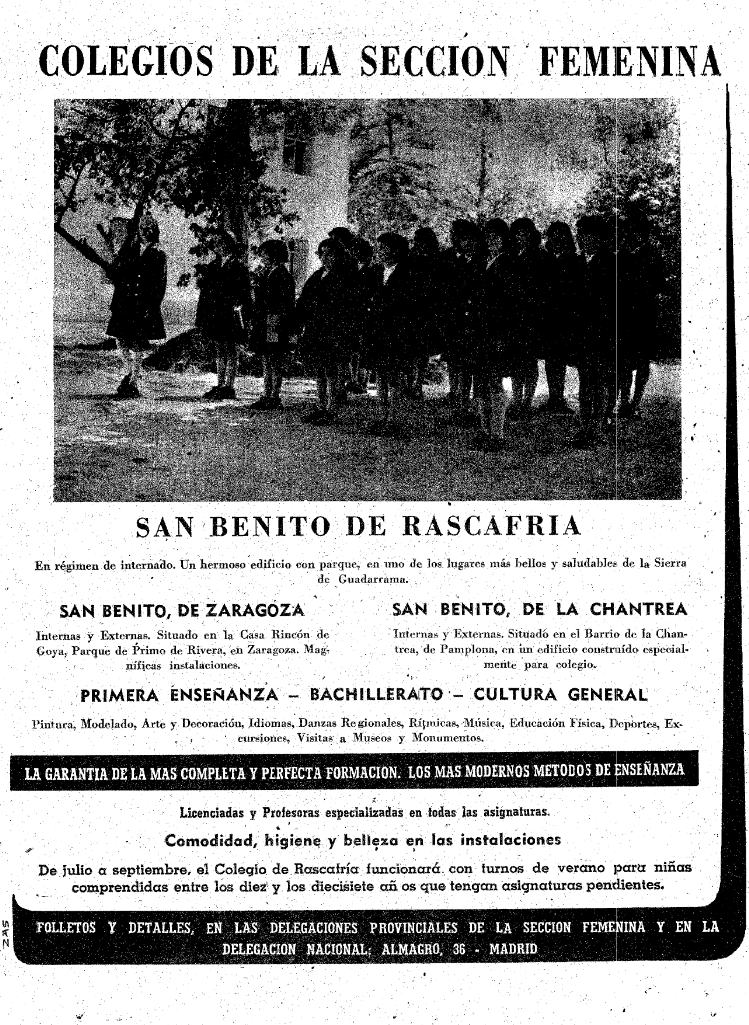 COLEGIOS DE LA SECCION FEMENINA
SAN BENITO DE RASCAFRIA
En régimen de internado. Un hermoso edificio con parque, en uno de los lugares más bellos y saludables de la Sierra
de Guadarrama.
SAN BENITO, DE ZARAGOZA
Internas y Externas. Situado en la Casa Rincón de
Goya, Parque de Primo de Rivera, en Zaragoza. Mag-
níficas instalaciones.
SAN BENITO, DE LA CHANTREA
Internas y Externas. Situado en el Barrio de la Chan-
trea, de Pamplona, en un edificio construído especial-
mente para colegio.
PRIMERA ENSEÑANZA – BACHILLERATO – CULTURA GENERAL
Pintura, Modelado, Arte y Decoración, Idiomas, Danzas Regionales, Rítmicas, Música, Educación Física, Deportes, Ex-
cursiones, Visitas a Museos y Monumentos.
LA GARANTIA DE LA MAS COMPLETA Y PERFECTA FORMACION. LOS MAS MODERNOS METODOS DE ENSEÑANZA
Licenciadas y Profesoras especializadas en todas las asignaturas.
Comodidad, higiene y belleza en las instalaciones
De julio a septiembre, el Colegio de Rascafría funcionará con turnos de verano para niñas
comprendidas entre los diez y los diecisiete años que tengan asignaturas pendientes.
FOLLETOS Y DETALLES, EN LAS DELEGACIONES PROVINCIALES DE LA SECCION FEMENINA Y EN LA
DELEGACION NACIONAL: ALMAGRO, 36 - MADRID